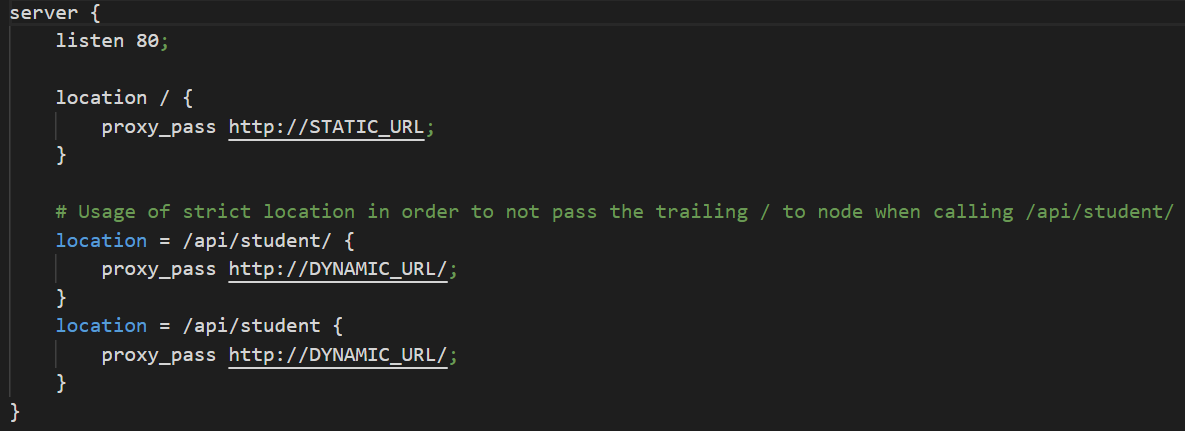 server {
    listen 80;

    location / {
        proxy_pass http://STATIC_URL;
    }

    # Usage of strict location in order to not pass the trailing / to node when calling /api/student/
    location = /api/student/ {
        proxy_pass http://DYNAMIC_URL/;
    }
    location = /api/student {
        proxy_pass http://DYNAMIC_URL/;
    }
}